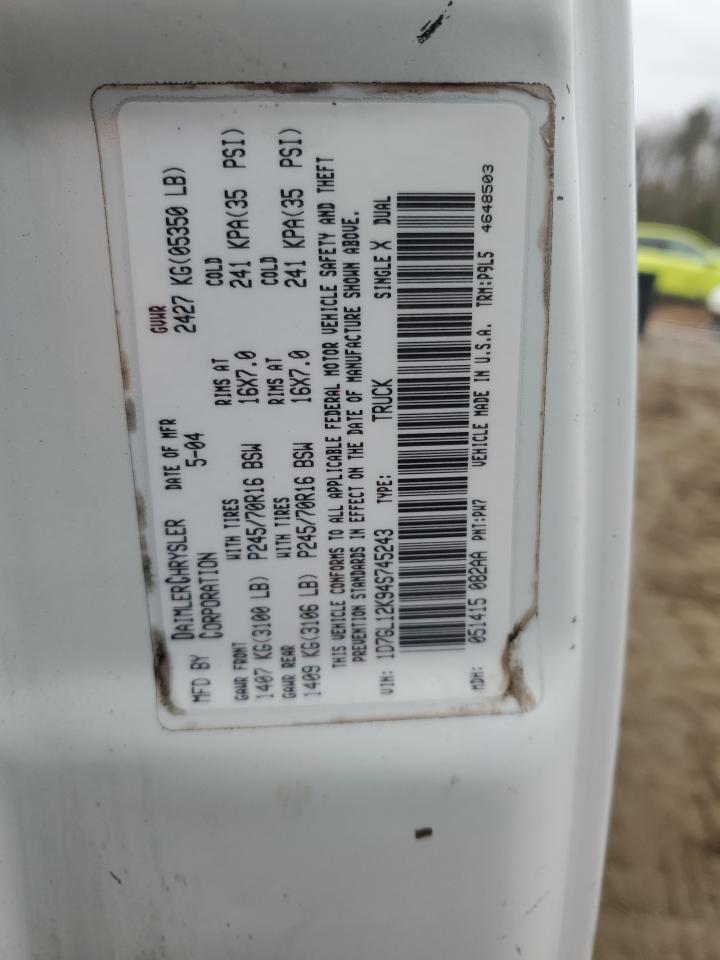 MFD BY DAIMLERCHRYSLER CORPORATION DATE OF MFR 5-04 GVWR 2427 KG(05350 LB)
GAWR FRONT WITH TIRES RIMS AT COLD
1407 KG(3100 LB) P245/70R16 BSW 16X7.0 241 KPA(35 PSI)
GAWR REAR WITH TIRES RIMS AT COLD
1409 KG(3106 LB) P245/70R16 BSW 16X7.0 241 KPA(35 PSI)
THIS VEHICLE CONFORMS TO ALL APPLICABLE FEDERAL MOTOR VEHICLE SAFETY AND THEFT
PREVENTION STANDARDS IN EFFECT ON THE DATE OF MANUFACTURE SHOWN ABOVE.
VIN: 1D7GL12K94S745243 TYPE: TRUCK SINGLE X DUAL
MDH: 051415 082AA PNT:PW7 VEHICLE MADE IN U.S.A. TRM:P9L5 4648503